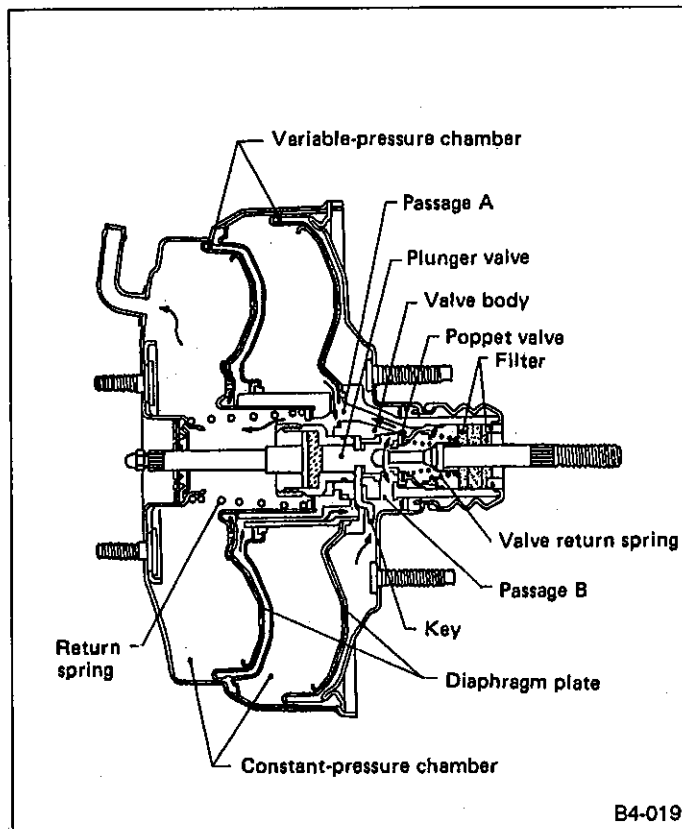 Variable-pressure chamber
Passage A
Plunger valve
Valve body
Poppet valve
Filter
Valve return spring
Passage B
Key
Return
spring
Diaphragm plate
Constant-pressure chamber
B4-019